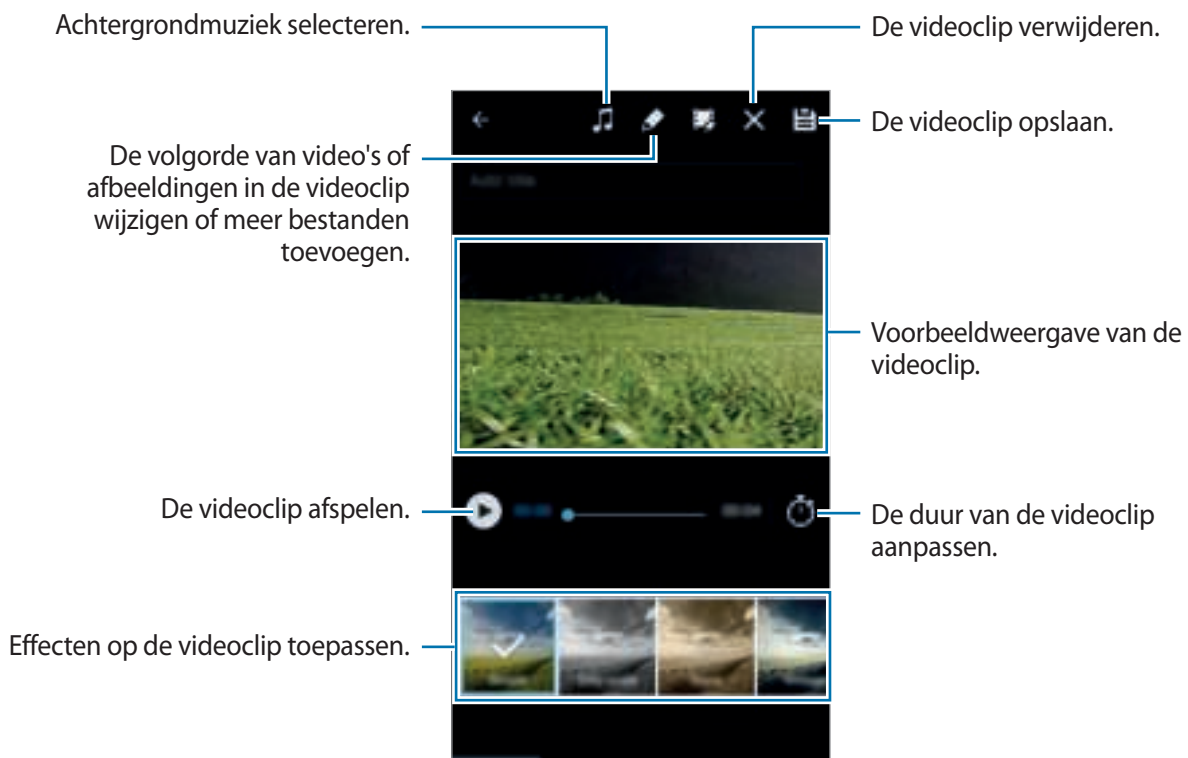 Achtergrondmuziek selecteren.
De videoclip verwijderen.
De videoclip opslaan.
De volgorde van video's of
afbeeldingen in de videoclip
wijzigen of meer bestanden
toevoegen.
Add title
Voorbeeldweergave van de
videoclip.
De videoclip afspelen.
De duur van de videoclip
aanpassen.
Effecten op de videoclip toepassen.